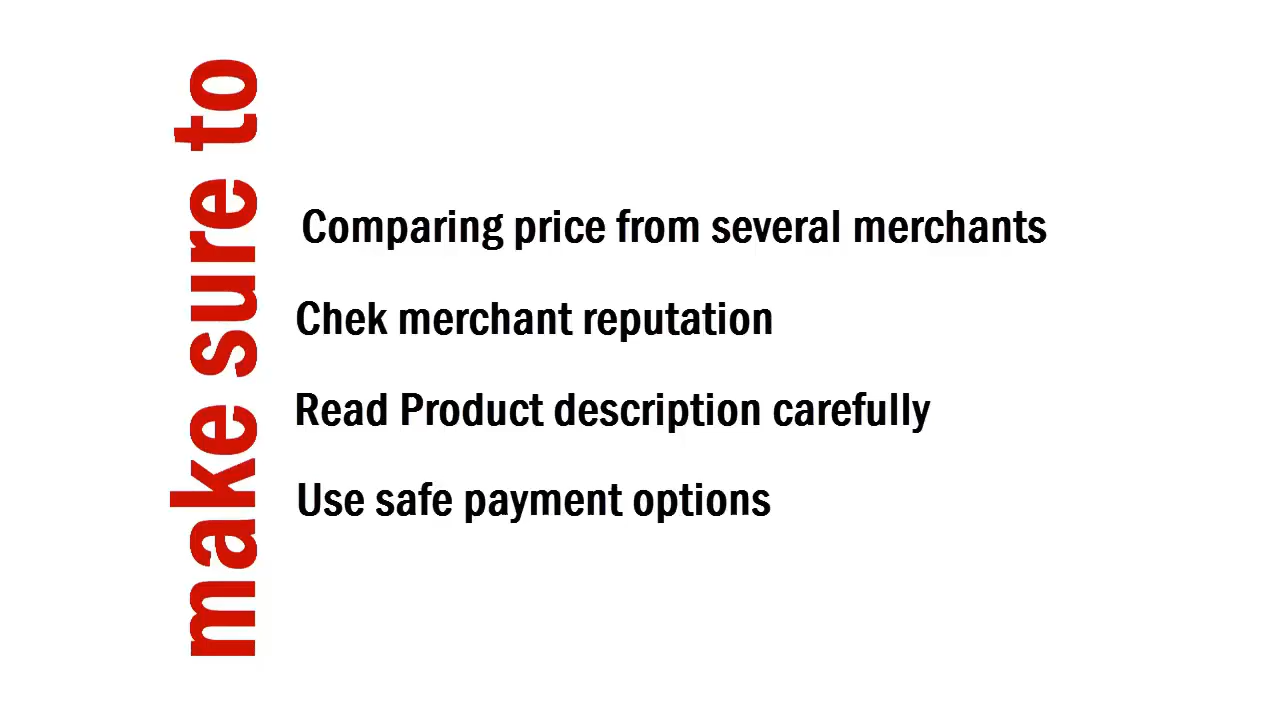 make sure to
Comparing price from several merchants
Chek merchant reputation
Read Product description carefully
Use safe payment options